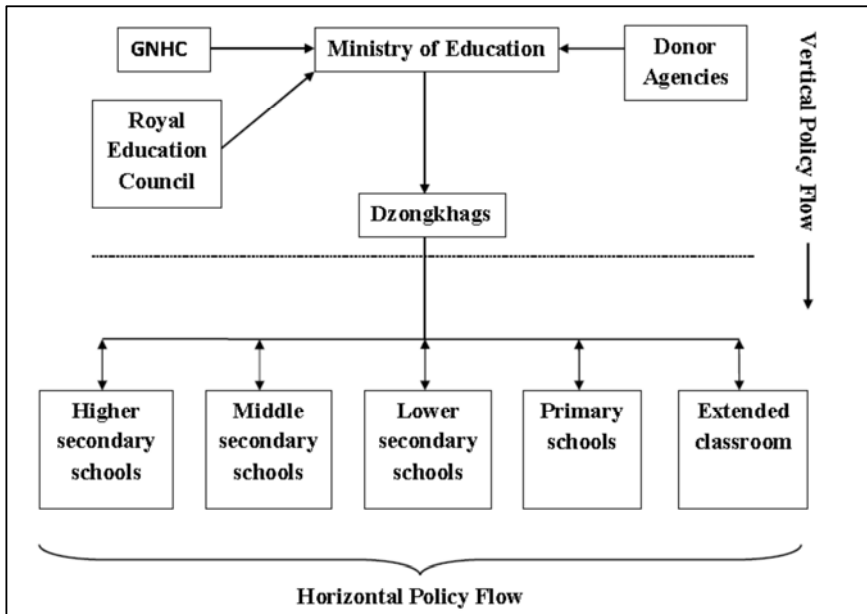 GNHC
Ministry of Education
Donor
Agencies
Royal
Education
Council
Dzongkhags
Vertical Policy Flow
Higher
secondary
schools
Middle
secondary
schools
Lower
secondary
schools
Primary
schools
Extended
classroom
Horizontal Policy Flow